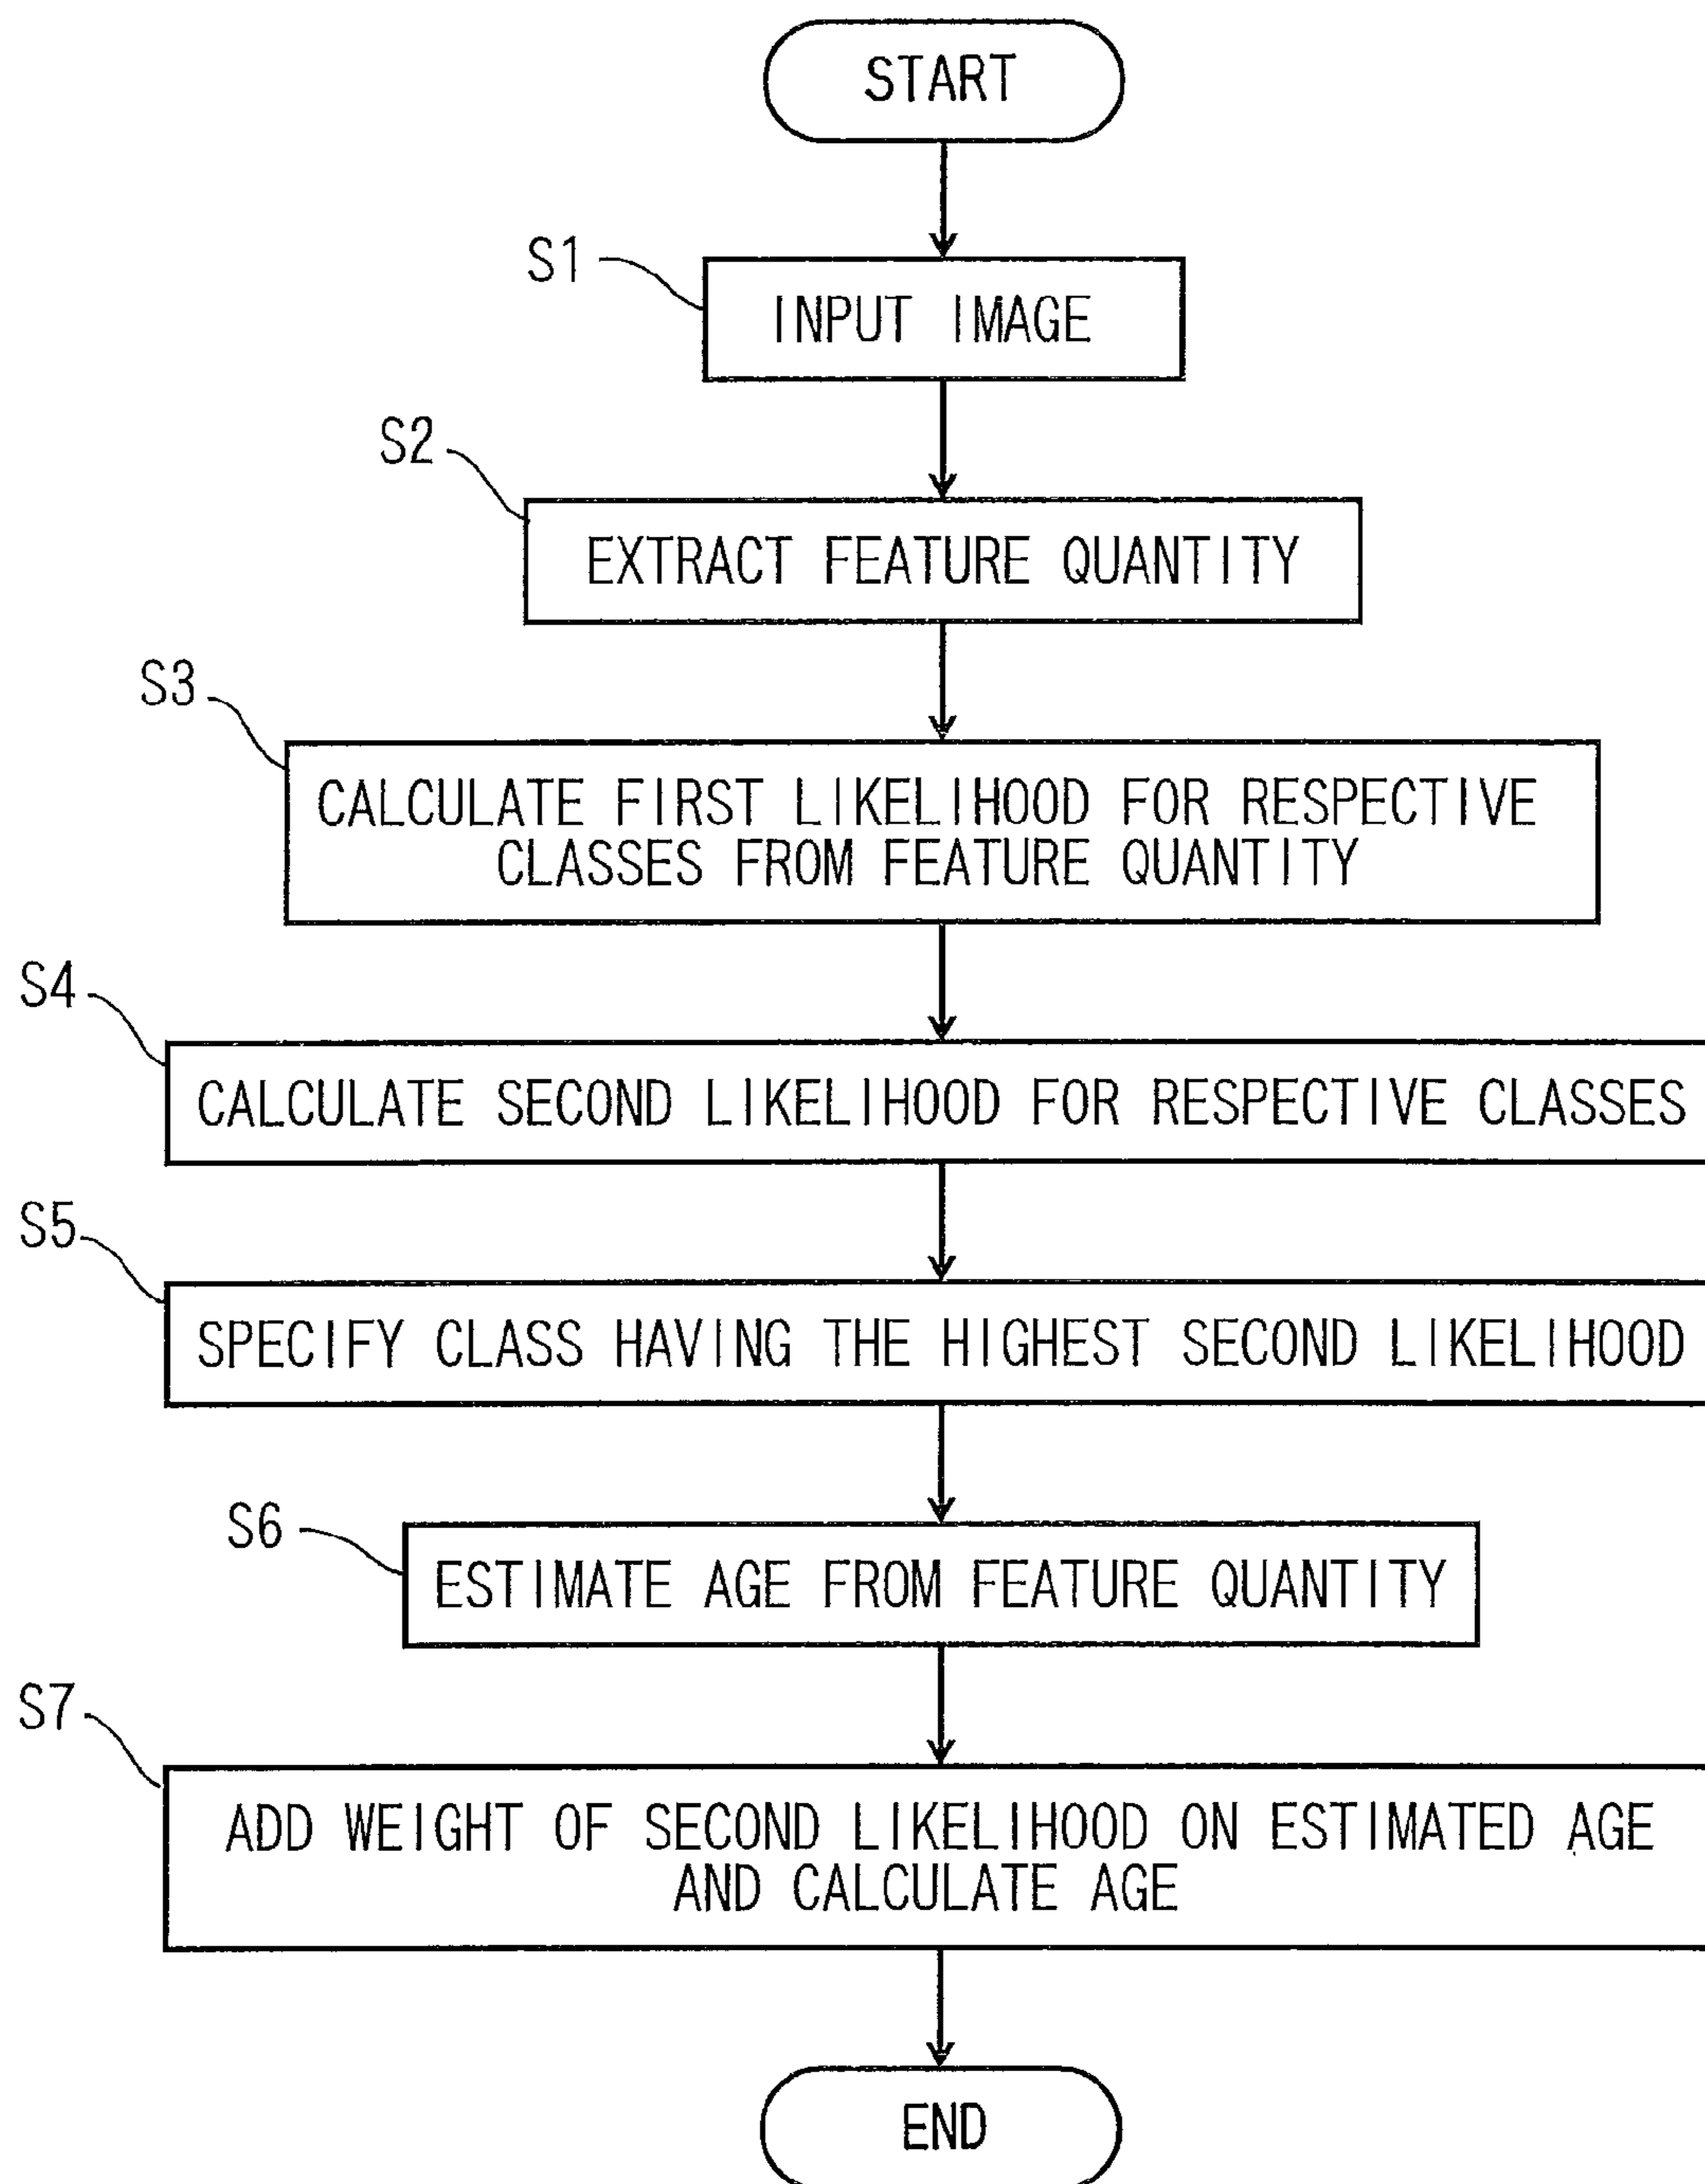 START
S1
INPUT IMAGE
S2
EXTRACT FEATURE QUANTITY
S3
CALCULATE FIRST LIKELIHOOD FOR RESPECTIVE
CLASSES FROM FEATURE QUANTITY
S4
CALCULATE SECOND LIKELIHOOD FOR RESPECTIVE CLASSES
S5
SPECIFY CLASS HAVING THE HIGHEST SECOND LIKELIHOOD
S6
ESTIMATE AGE FROM FEATURE QUANTITY
S7
ADD WEIGHT OF SECOND LIKELIHOOD ON ESTIMATED AGE
AND CALCULATE AGE
END